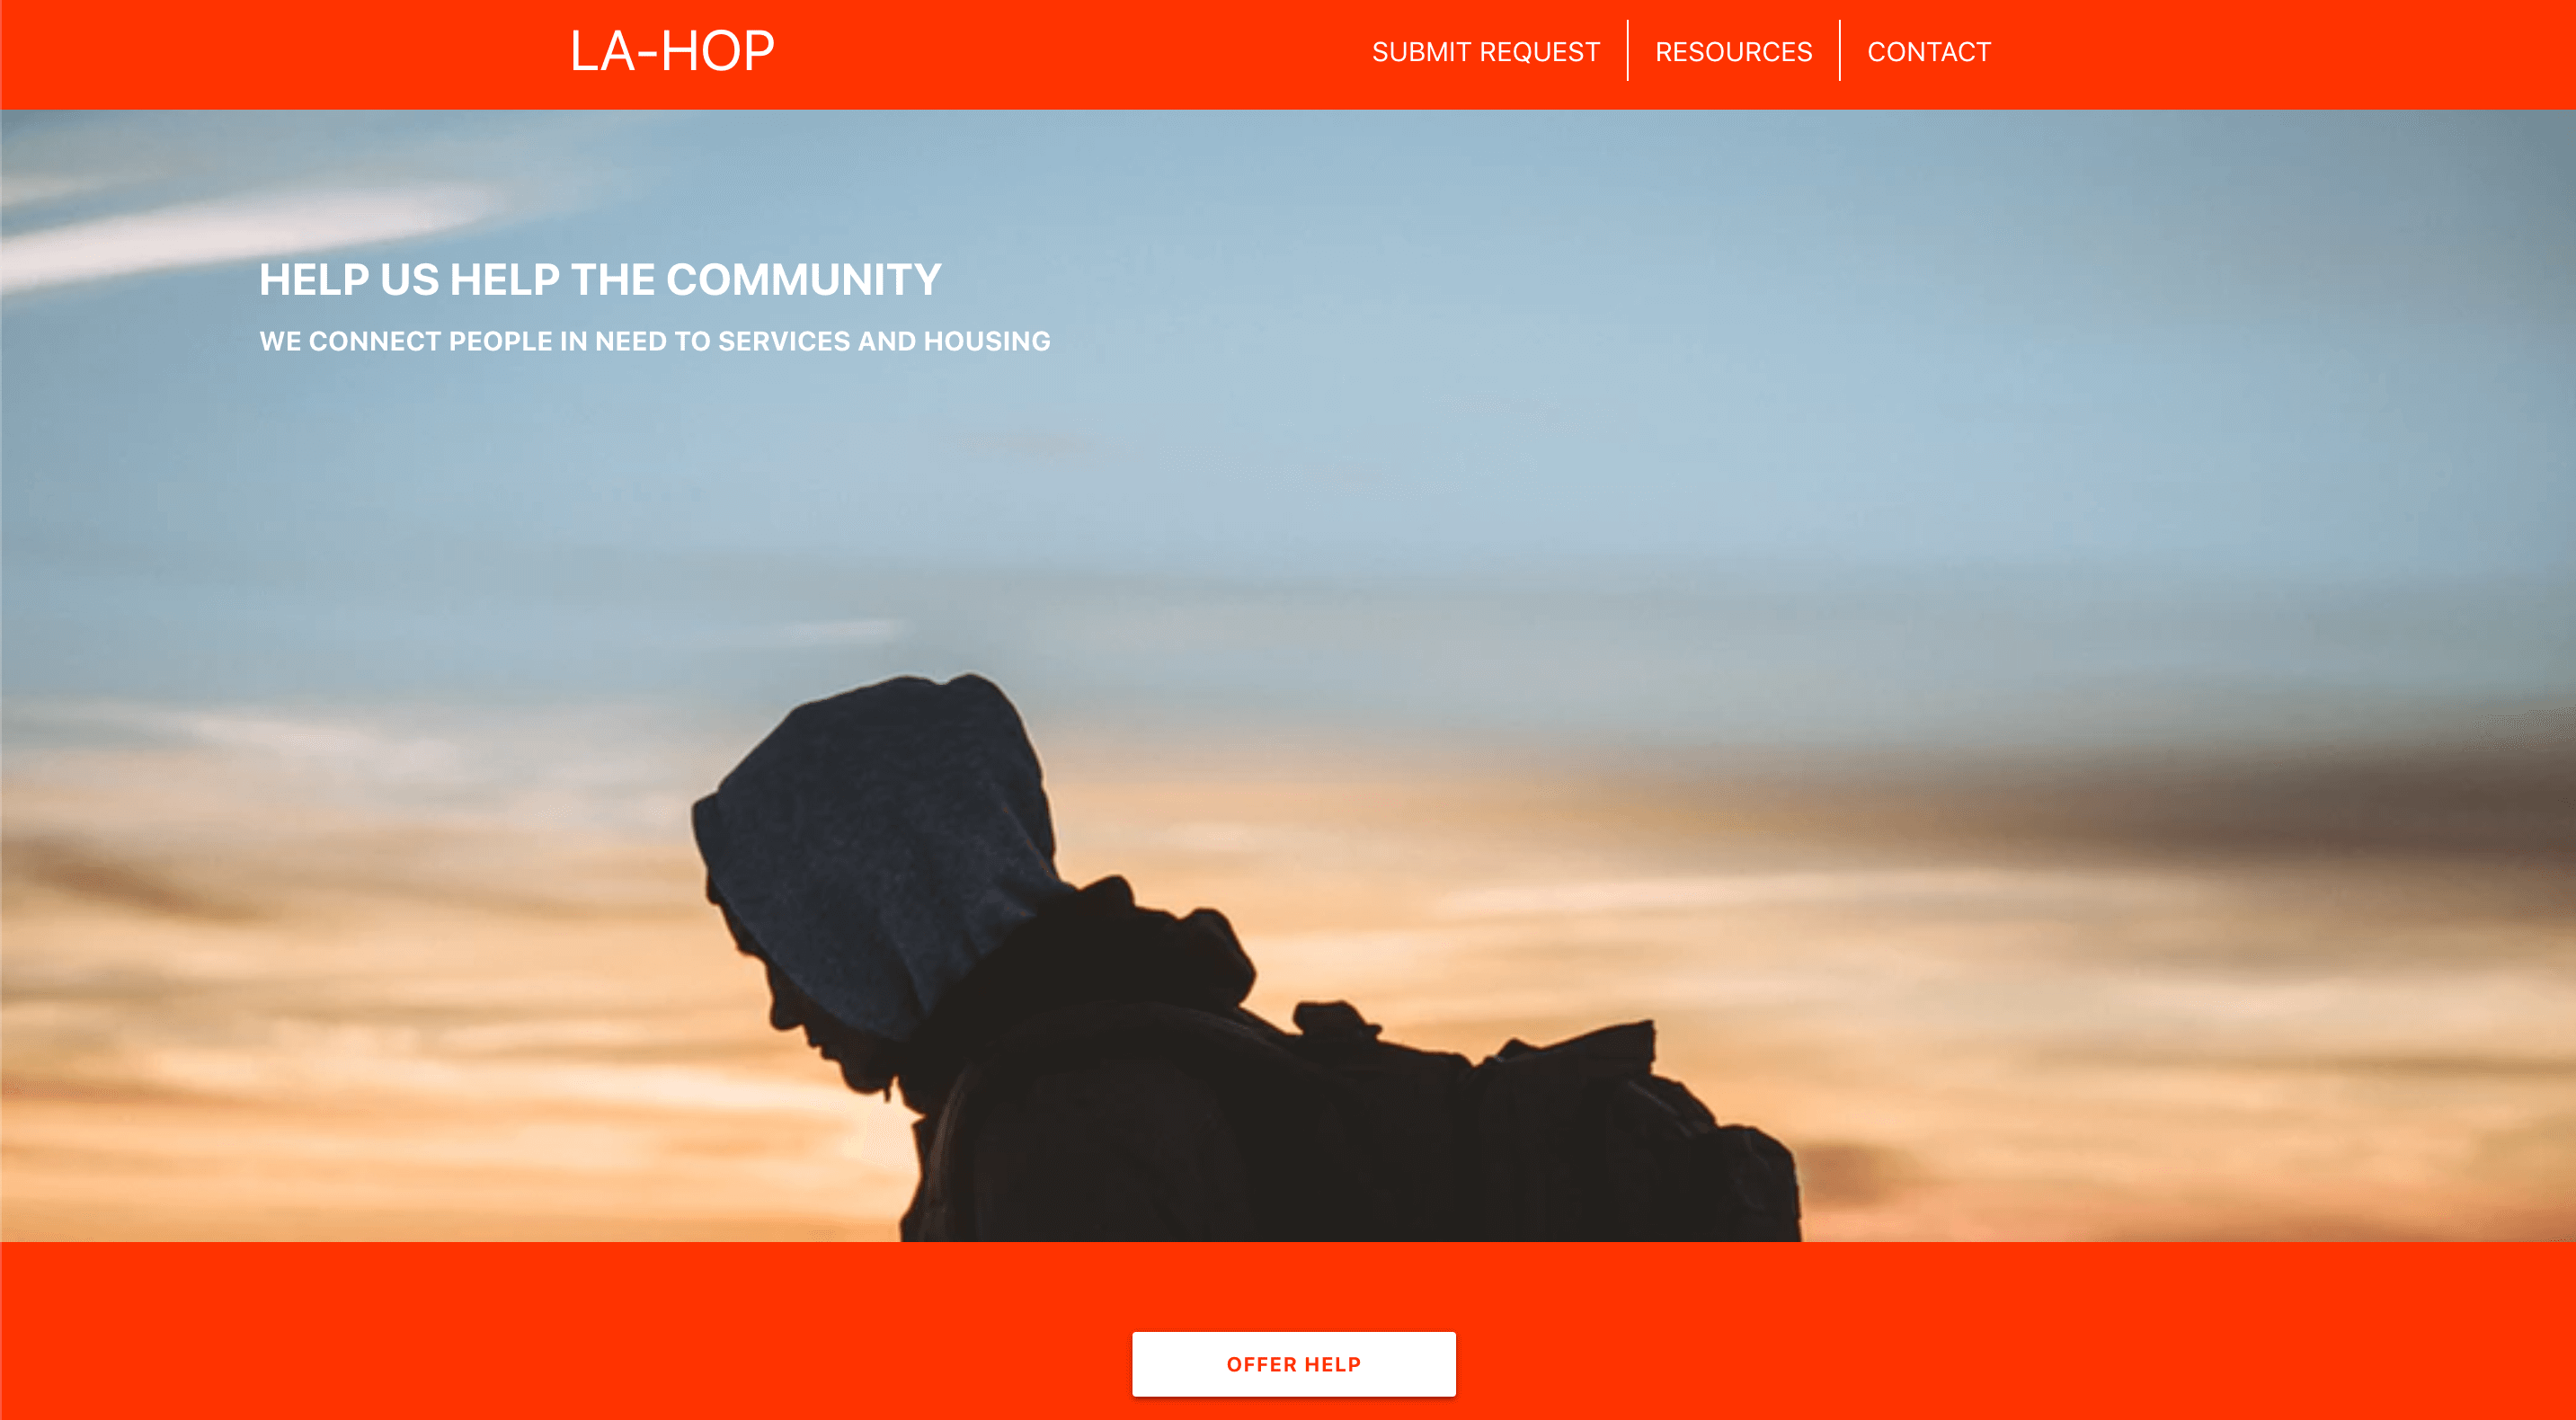 LA-HOP
SUBMIT REQUEST
RESOURCES
CONTACT
HELP US HELP THE COMMUNITY
WE CONNECT PEOPLE IN NEED TO SERVICES AND HOUSING
OFFER HELP